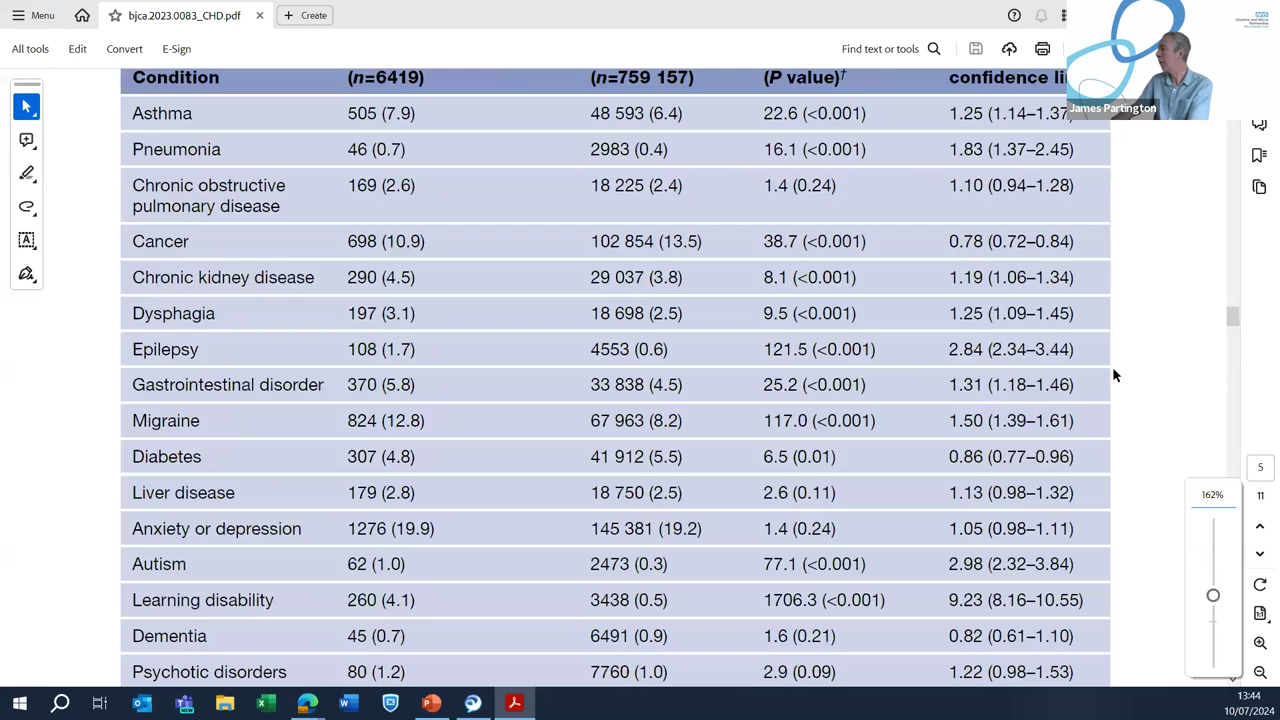 Menu
bjca.2023.0083_CHD.pdf
Create
All tools Edit Convert E-Sign
Find text or tools
James Partington
NHS
Condition (n=6419) (n=759 157) (P value)† confidence li
Asthma 505 (7.9) 48 593 (6.4) 22.6 (<0.001) 1.25 (1.14–1.37)
Pneumonia 46 (0.7) 2983 (0.4) 16.1 (<0.001) 1.83 (1.37–2.45)
Chronic obstructive 169 (2.6) 18 225 (2.4) 1.4 (0.24) 1.10 (0.94–1.28)
pulmonary disease
Cancer 698 (10.9) 102 854 (13.5) 38.7 (<0.001) 0.78 (0.72–0.84)
Chronic kidney disease 290 (4.5) 29 037 (3.8) 8.1 (<0.001) 1.19 (1.06–1.34)
Dysphagia 197 (3.1) 18 698 (2.5) 9.5 (<0.001) 1.25 (1.09–1.45)
Epilepsy 108 (1.7) 4553 (0.6) 121.5 (<0.001) 2.84 (2.34–3.44)
Gastrointestinal disorder 370 (5.8) 33 838 (4.5) 25.2 (<0.001) 1.31 (1.18–1.46)
Migraine 824 (12.8) 67 963 (8.2) 117.0 (<0.001) 1.50 (1.39–1.61)
Diabetes 307 (4.8) 41 912 (5.5) 6.5 (0.01) 0.86 (0.77–0.96)
Liver disease 179 (2.8) 18 750 (2.5) 2.6 (0.11) 1.13 (0.98–1.32)
Anxiety or depression 1276 (19.9) 145 381 (19.2) 1.4 (0.24) 1.05 (0.98–1.11)
Autism 62 (1.0) 2473 (0.3) 77.1 (<0.001) 2.98 (2.32–3.84)
Learning disability 260 (4.1) 3438 (0.5) 1706.3 (<0.001) 9.23 (8.16–10.55)
Dementia 45 (0.7) 6491 (0.9) 1.6 (0.21) 0.82 (0.61–1.10)
Psychotic disorders 80 (1.2) 7760 (1.0) 2.9 (0.09) 1.22 (0.98–1.53)
5
11
162%
13:44
10/07/2024